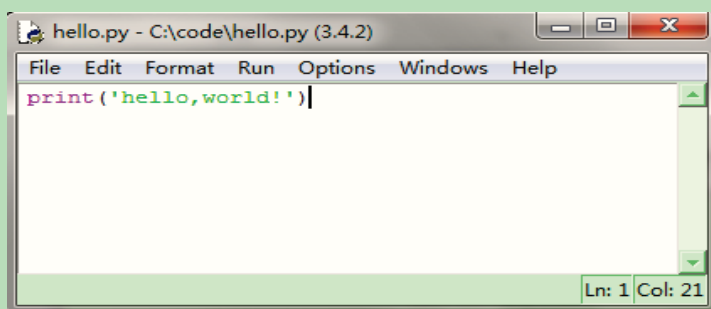 hello.py - C:\code\hello.py (3.4.2)
File Edit Format Run Options Windows Help
print('hello,world!')
Ln: 1 Col: 21